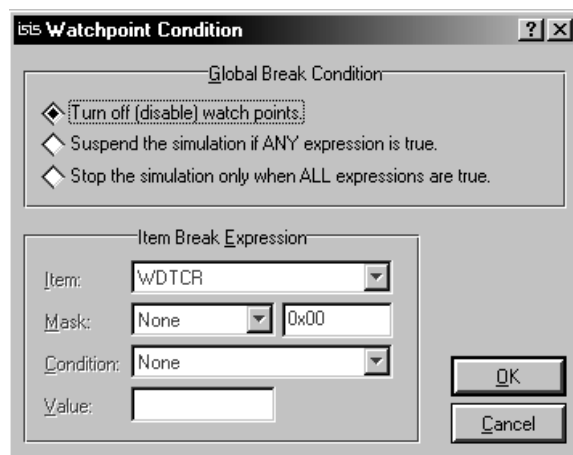 isis Watchpoint Condition
Global Break Condition
Turn off (disable) watch points.
Suspend the simulation if ANY expression is true.
Stop the simulation only when ALL expressions are true.
Item Break Expression
Item: WDTCR
Mask: None 0x00
Condition: None
Value:
OK
Cancel